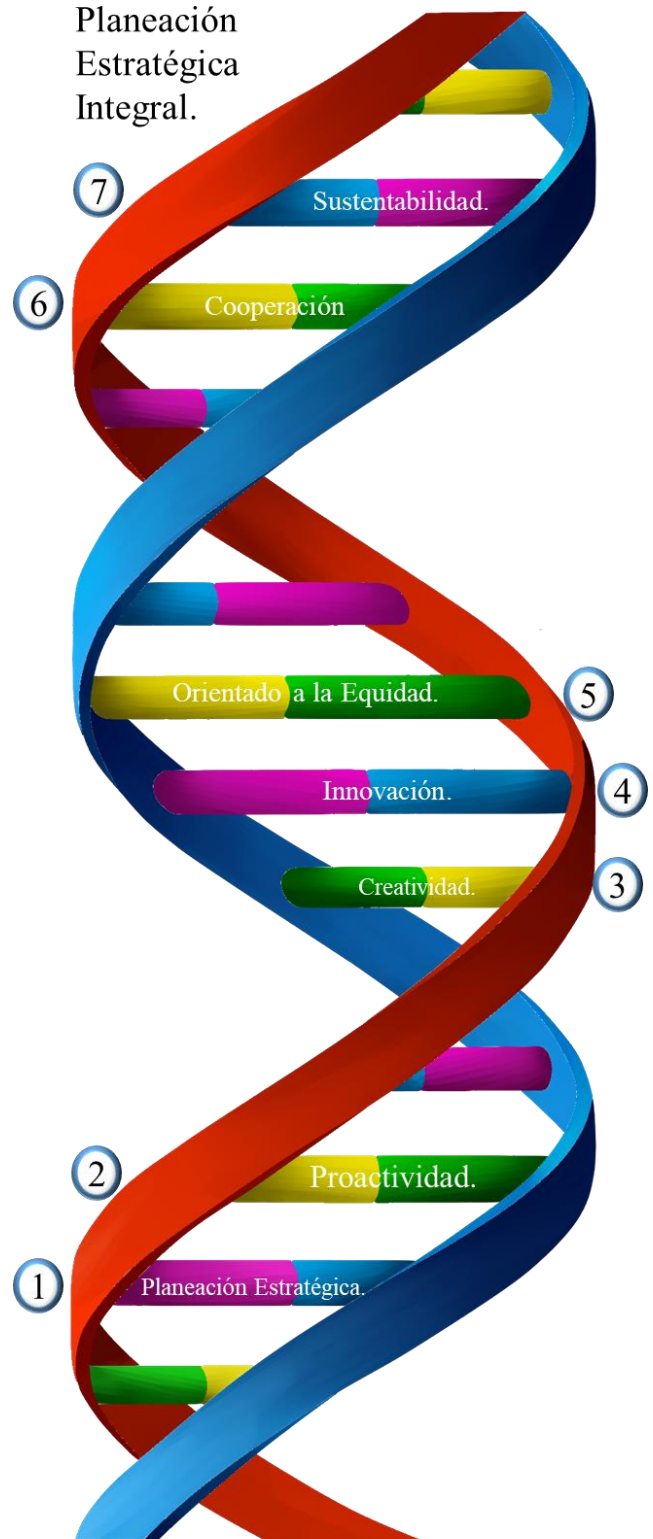 Planeación
Estratégica
Integral.
7
Sustentabilidad.
6
Cooperación
Orientado a la Equidad.
5
Innovación.
4
Creatividad.
3
2
Proactividad.
1
Planeación Estratégica.